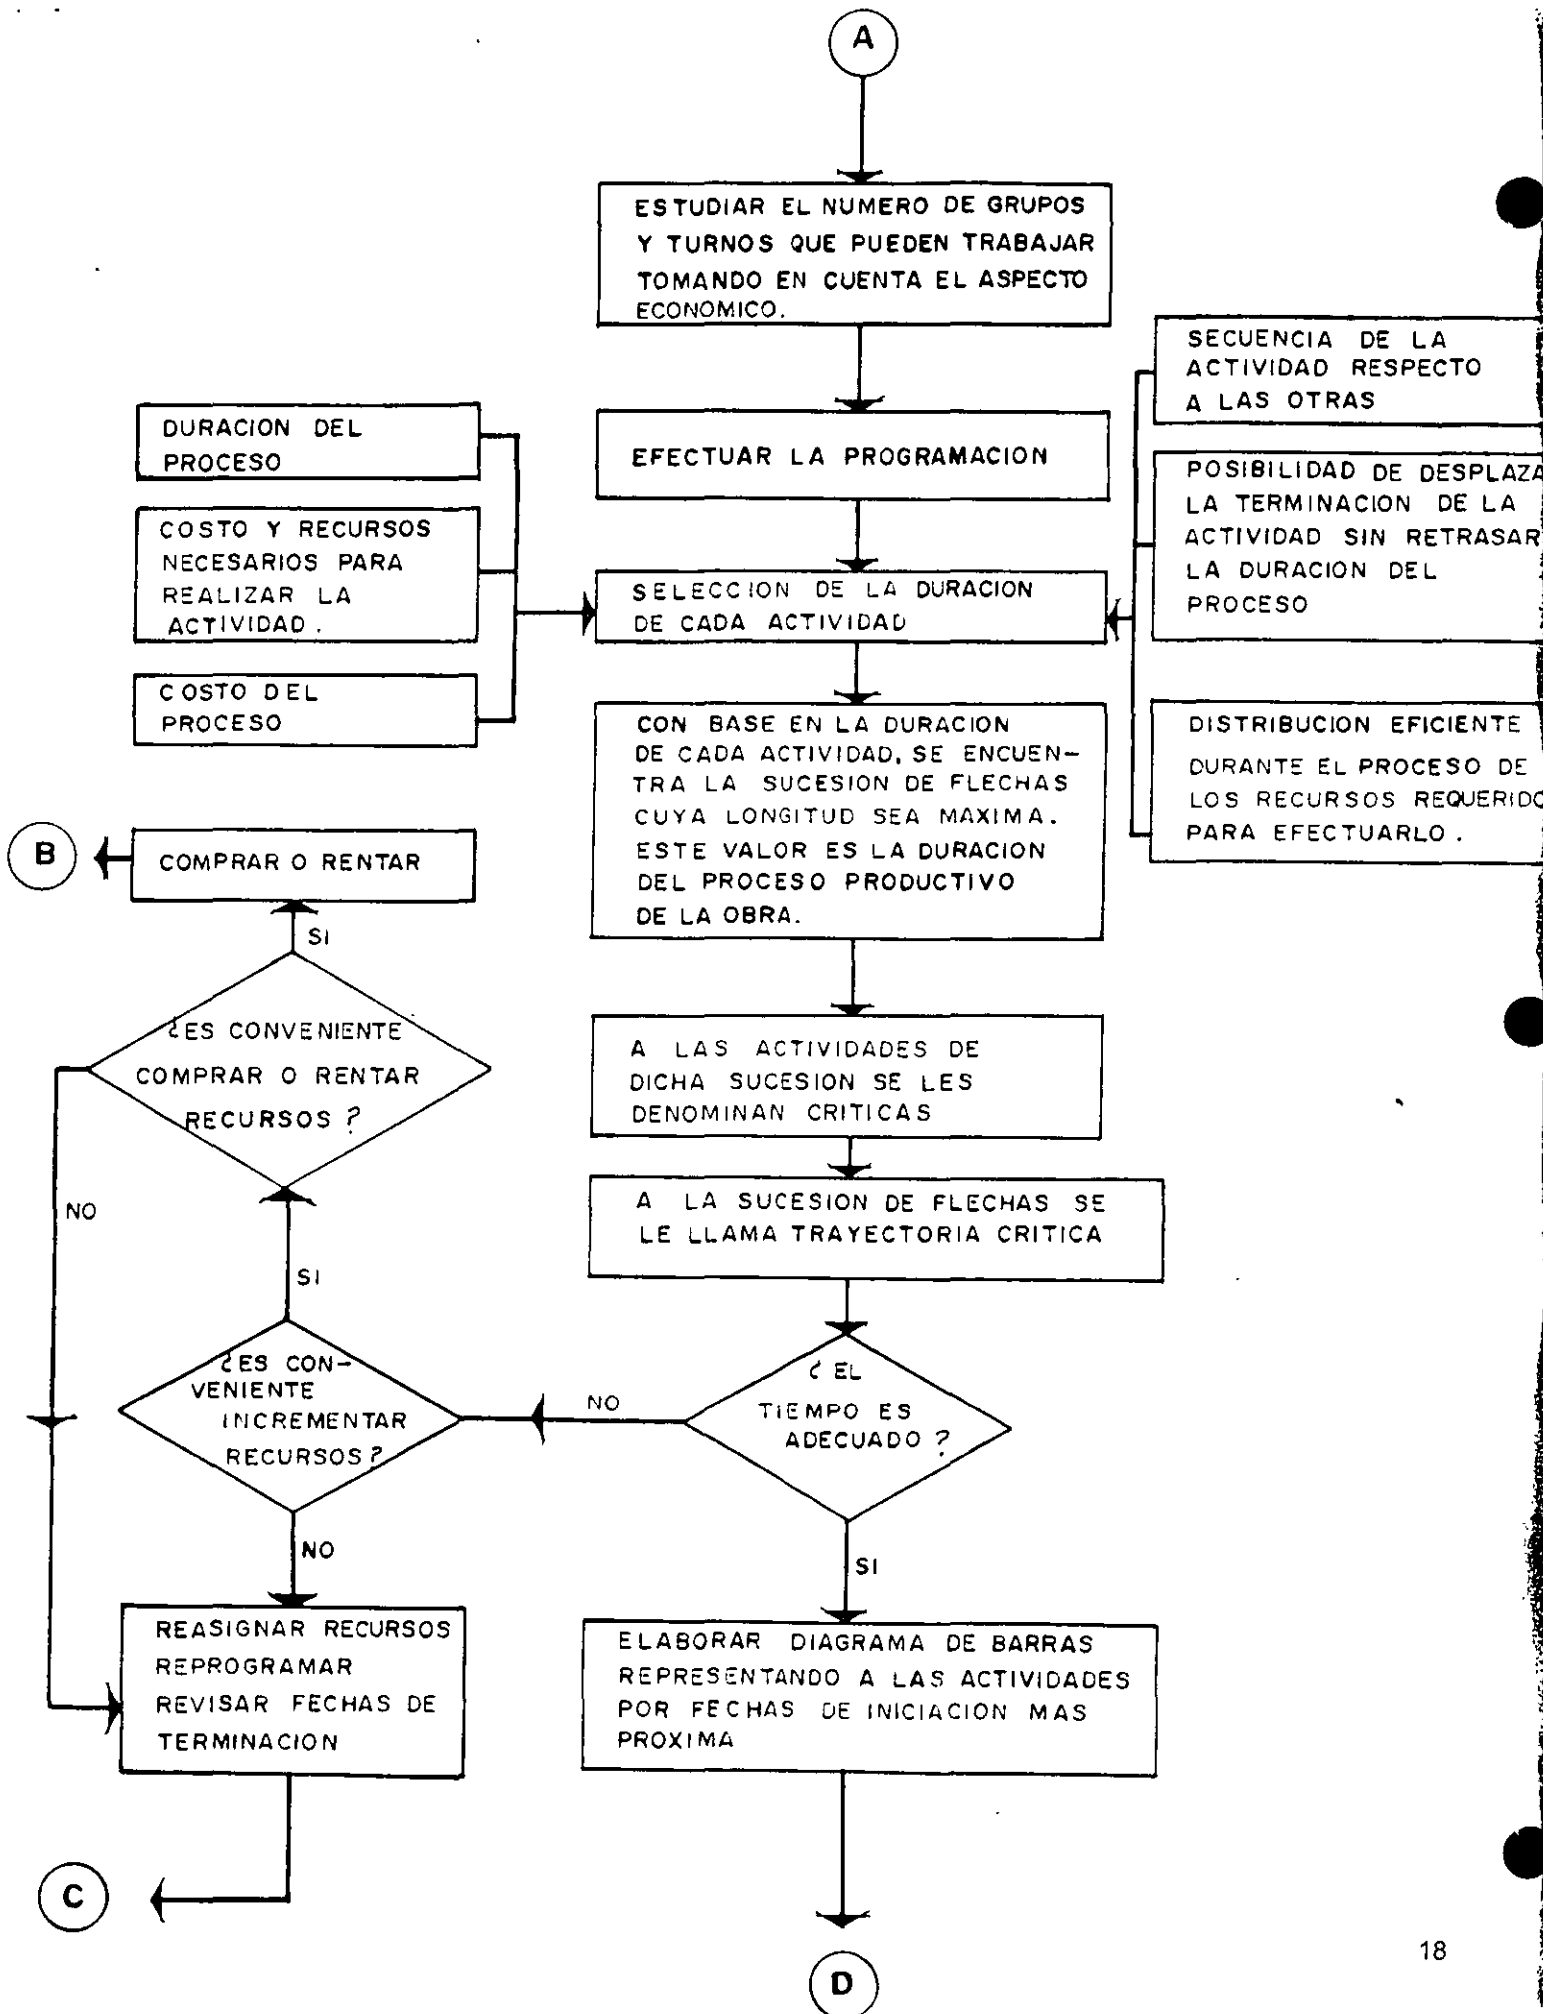 A
ESTUDIAR EL NUMERO DE GRUPOS
Y TURNOS QUE PUEDEN TRABAJAR
TOMANDO EN CUENTA EL ASPECTO
ECONOMICO.
EFECTUAR LA PROGRAMACION
DURACION DEL
PROCESO
COSTO Y RECURSOS
NECESARIOS PARA
REALIZAR LA
ACTIVIDAD.
COSTO DEL
PROCESO
SELECCION DE LA DURACION
DE CADA ACTIVIDAD
SECUENCIA DE LA
ACTIVIDAD RESPECTO
A LAS OTRAS
POSIBILIDAD DE DESPLAZA
LA TERMINACION DE LA
ACTIVIDAD SIN RETRASAR
LA DURACION DEL
PROCESO
DISTRIBUCION EFICIENTE
DURANTE EL PROCESO DE
LOS RECURSOS REQUERIDO
PARA EFECTUARLO.
CON BASE EN LA DURACION
DE CADA ACTIVIDAD, SE ENCUEN-
TRA LA SUCESION DE FLECHAS
CUYA LONGITUD SEA MAXIMA.
ESTE VALOR ES LA DURACION
DEL PROCESO PRODUCTIVO
DE LA OBRA.
B
COMPRAR O RENTAR
SI
¿ES CONVENIENTE
COMPRAR O RENTAR
RECURSOS?
NO
SI
A LAS ACTIVIDADES DE
DICHA SUCESION SE LES
DENOMINAN CRITICAS
A LA SUCESION DE FLECHAS SE
LE LLAMA TRAYECTORIA CRITICA
¿EL
TIEMPO ES
ADECUADO?
NO
¿ES CON-
VENIENTE
INCREMENTAR
RECURSOS?
NO
SI
REASIGNAR RECURSOS
REPROGRAMAR
REVISAR FECHAS DE
TERMINACION
ELABORAR DIAGRAMA DE BARRAS
REPRESENTANDO A LAS ACTIVIDADES
POR FECHAS DE INICIACION MAS
PROXIMA
C
D
18